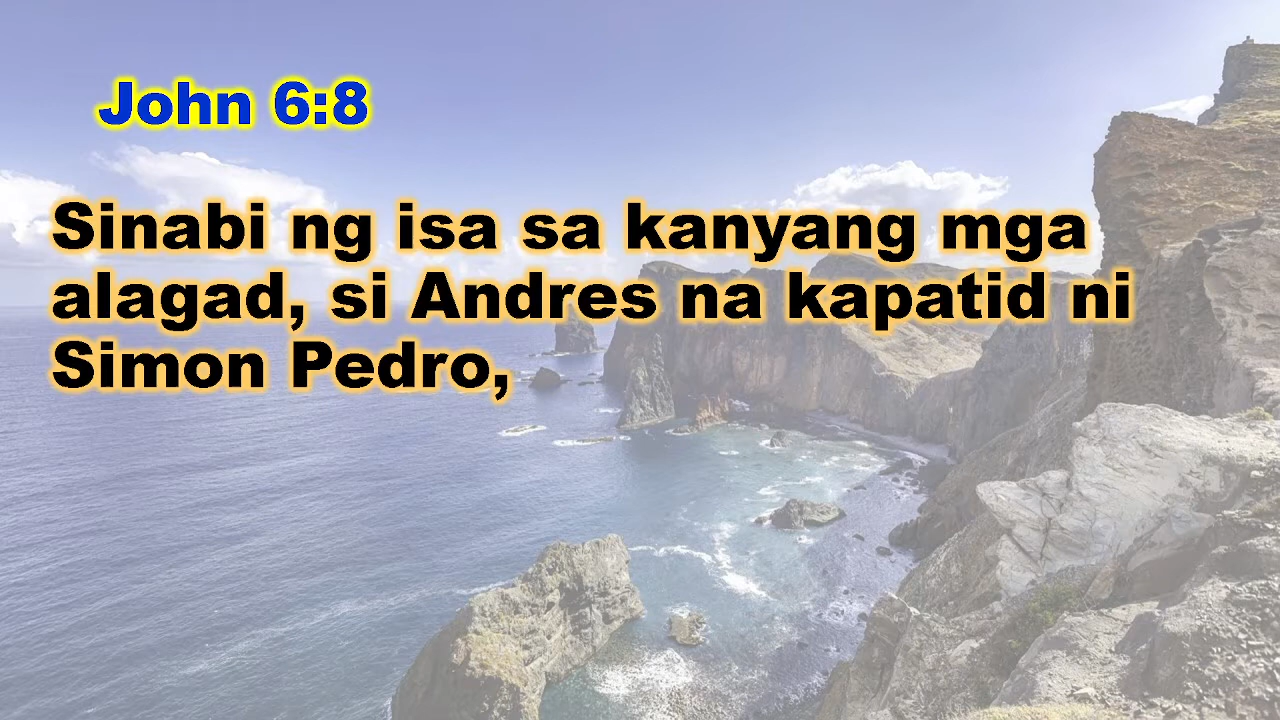 John 6:8
Sinabi ng isa sa kanyang mga
alagad, si Andres na kapatid ni
Simon Pedro,